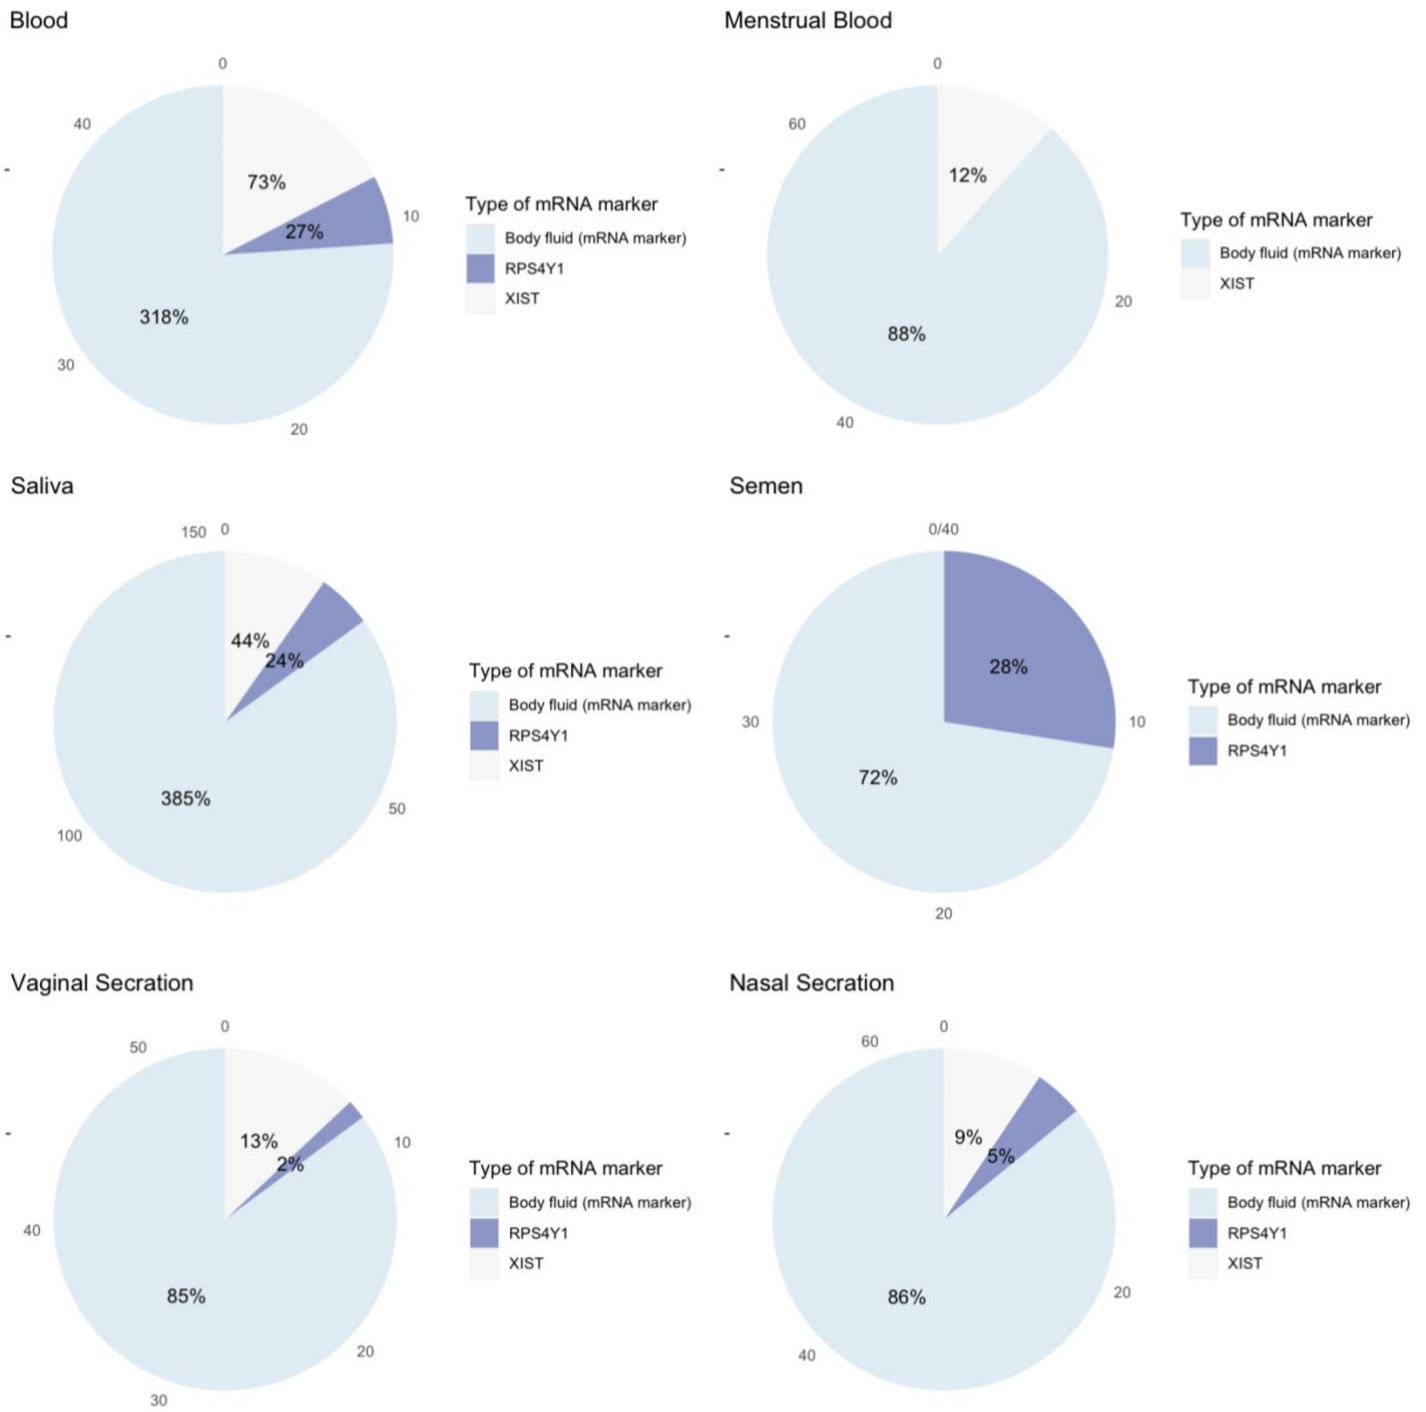 Blood
0
40
73%
10
27%
318%
30
20
-
Type of mRNA marker
Body fluid (mRNA marker)
RPS4Y1
XIST
Menstrual Blood
0
60
12%
20
88%
40
-
Type of mRNA marker
Body fluid (mRNA marker)
XIST
Saliva
150 0
44%
24%
385%
50
100
-
Type of mRNA marker
Body fluid (mRNA marker)
RPS4Y1
XIST
Semen
0/40
28%
30
10
72%
20
-
Type of mRNA marker
Body fluid (mRNA marker)
RPS4Y1
Vaginal Secration
0
50
13%
10
2%
40
85%
20
30
-
Type of mRNA marker
Body fluid (mRNA marker)
RPS4Y1
XIST
Nasal Secration
0
60
9%
5%
86%
20
40
-
Type of mRNA marker
Body fluid (mRNA marker)
RPS4Y1
XIST